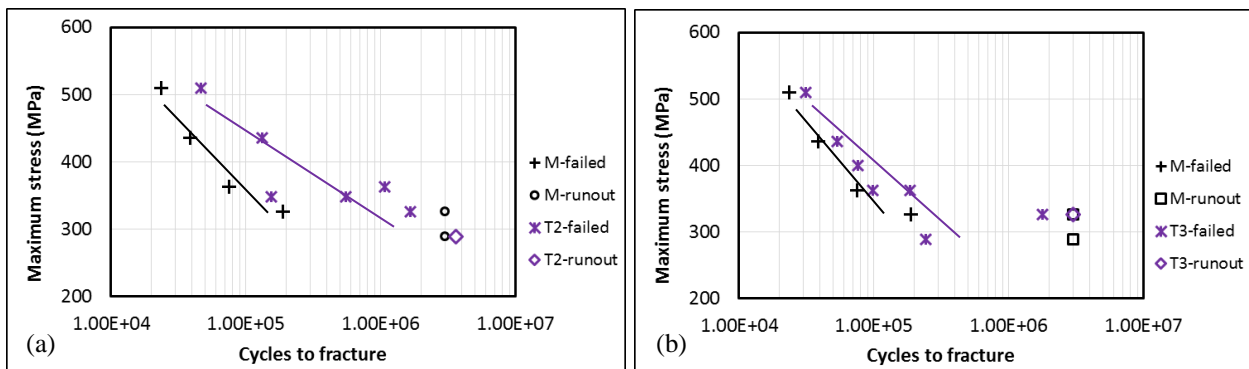 600
500
400
300
200
Maximum stress (MPa)
1.00E+04
1.00E+05
1.00E+06
1.00E+07
Cycles to fracture
M-failed
M-runout
T2-failed
T2-runout
(a)
600
500
400
300
200
Maximum stress (MPa)
1.00E+04
1.00E+05
1.00E+06
1.00E+07
Cycles to fracture
M-failed
M-runout
T3-failed
T3-runout
(b)